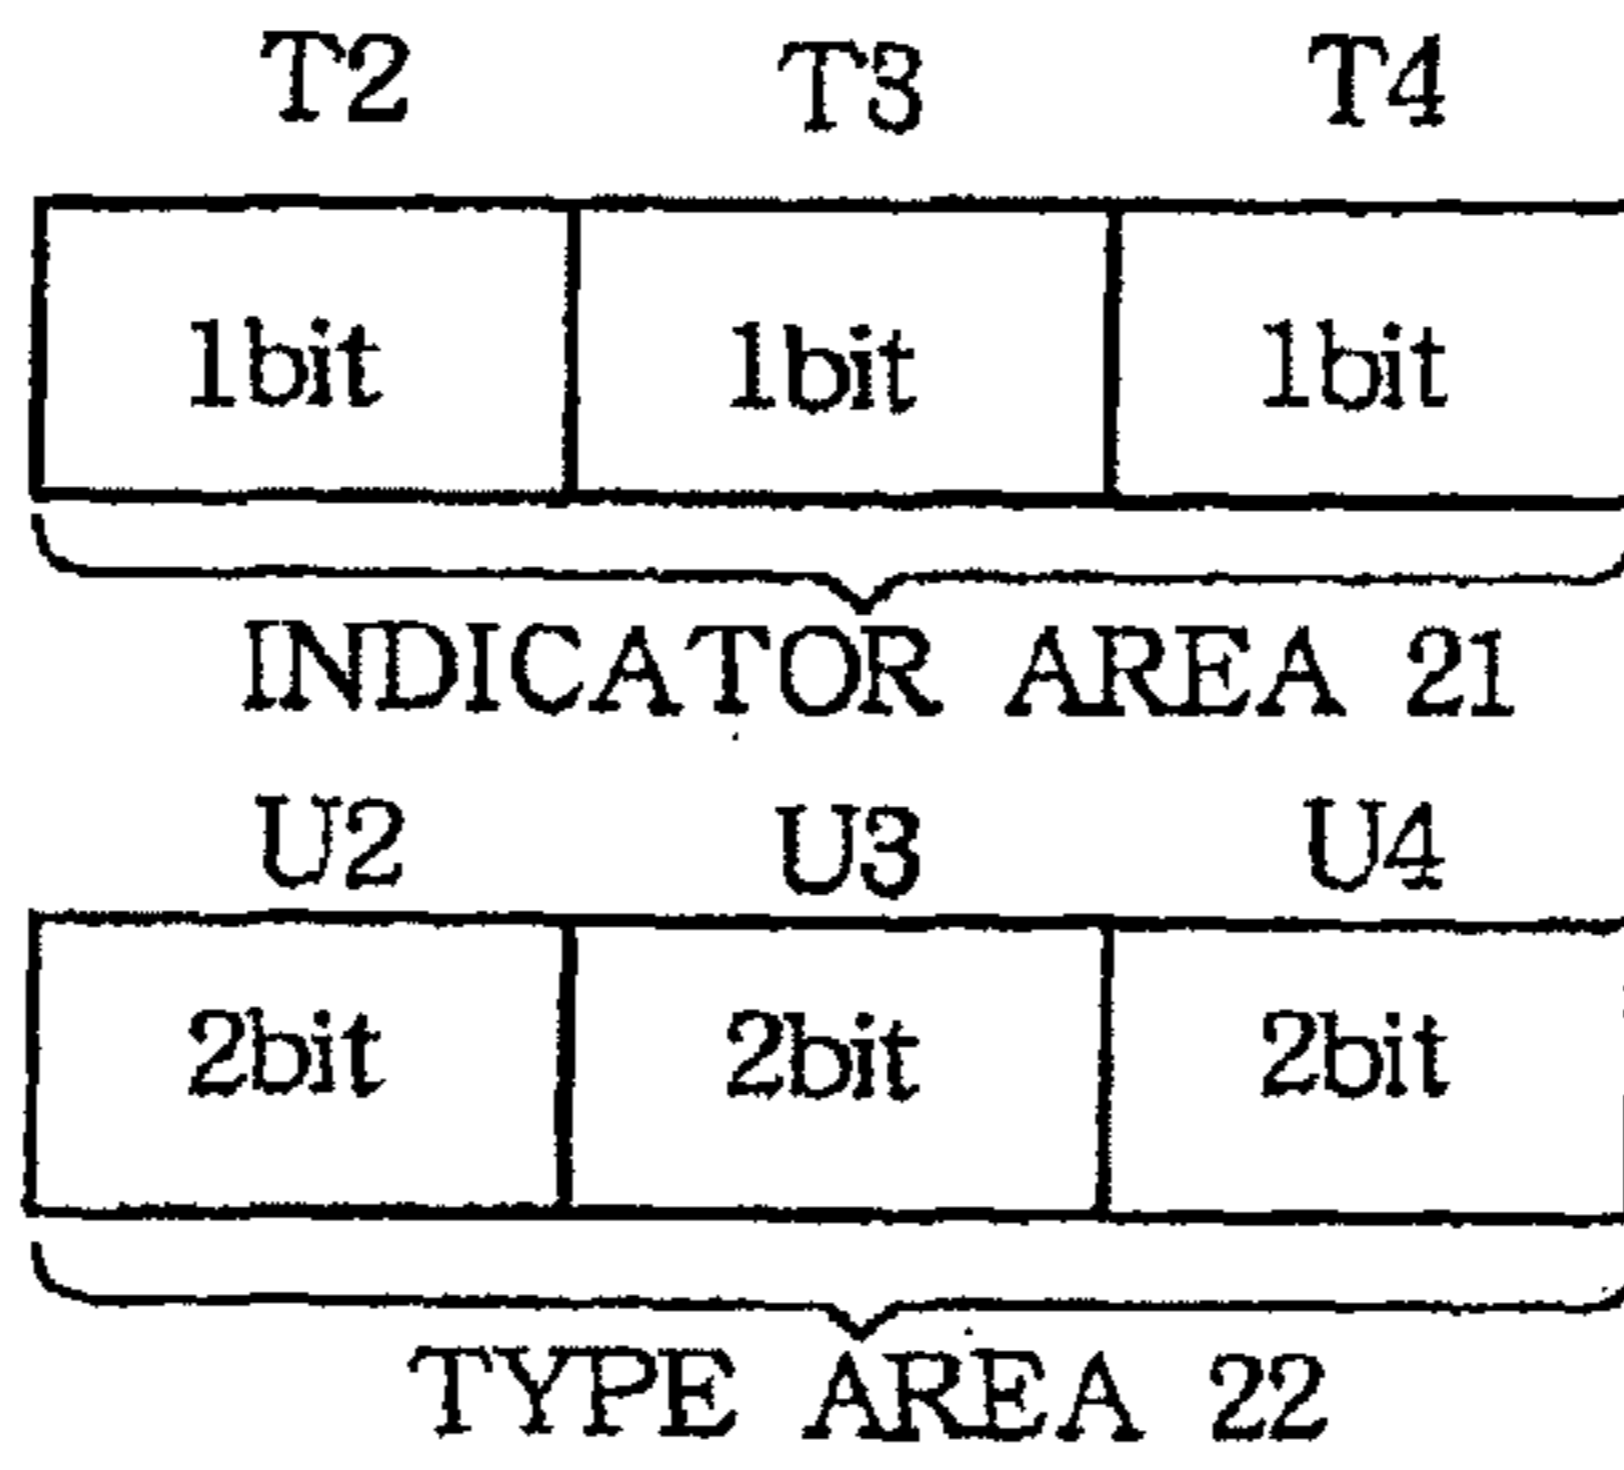 T2 T3 T4
1bit 1bit 1bit
INDICATOR AREA 21
U2 U3 U4
2bit 2bit 2bit
TYPE AREA 22